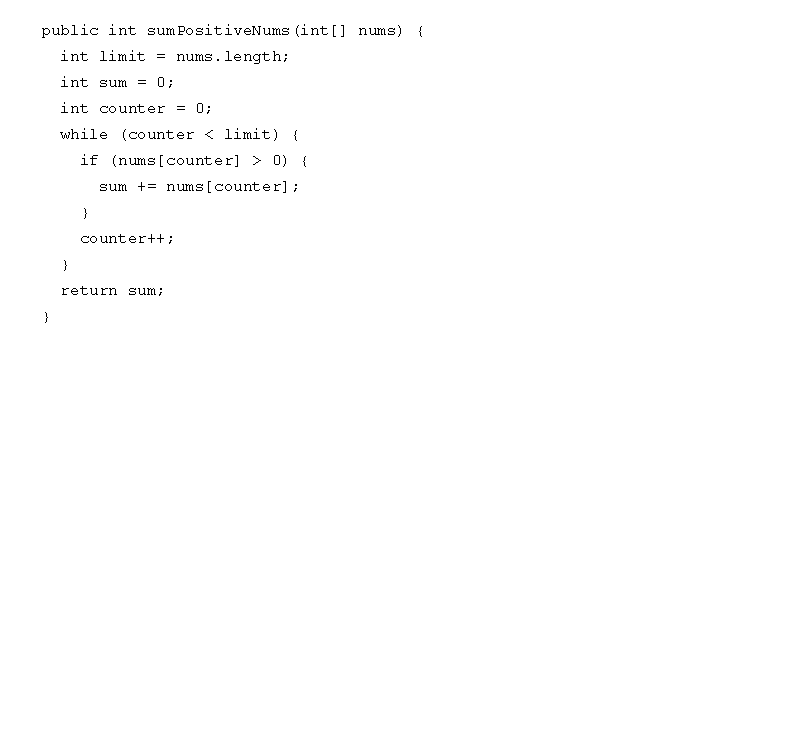 public int sumPositiveNums(int[] nums) {
  int limit = nums.length;
  int sum = 0;
  int counter = 0;
  while (counter < limit) {
    if (nums[counter] > 0) {
      sum += nums[counter];
    }
    counter++;
  }
  return sum;
}